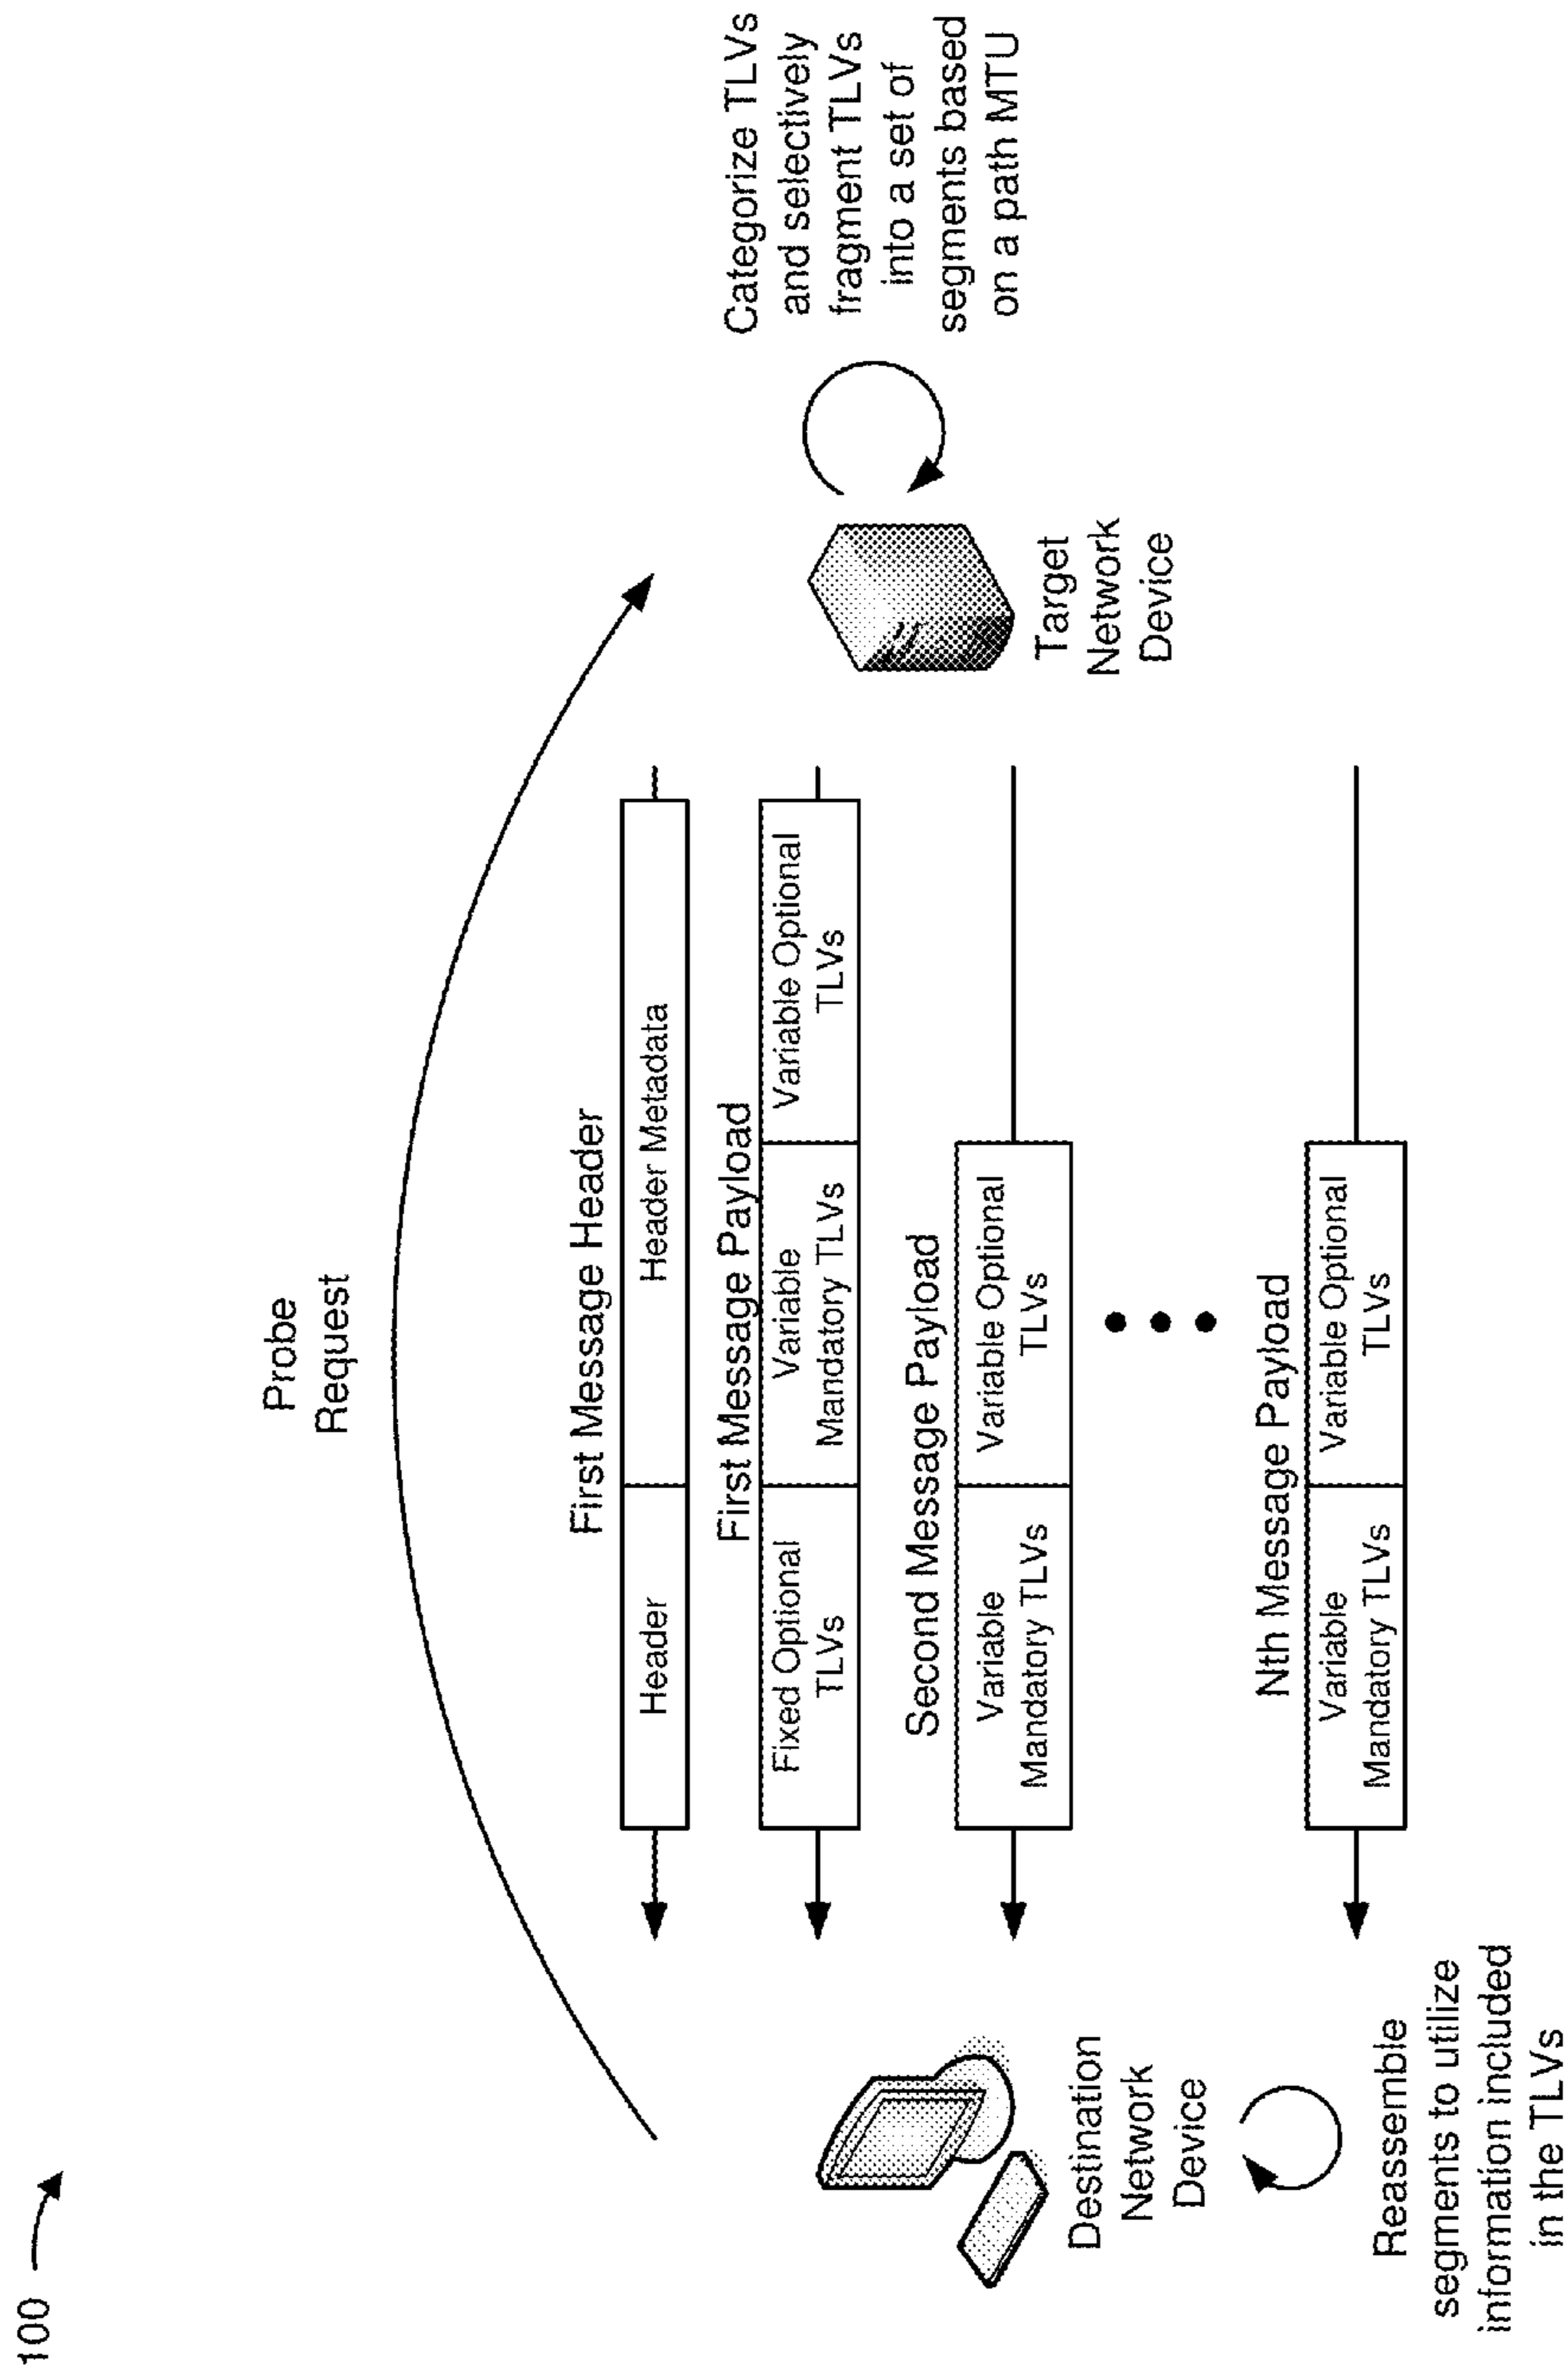 100
Probe
Request
First Message Header
Header
Header Metadata
First Message Payload
Fixed Optional
TLVs
Variable
Mandatory TLVs
Variable Optional
TLVs
Second Message Payload
Variable
Mandatory TLVs
Variable Optional
TLVs
Nth Message Payload
Variable
Mandatory TLVs
Variable Optional
TLVs
Destination
Network
Device
Reassemble
segments to utilize
information included
in the TLVs
Target
Network
Device
Categorize TLVs
and selectively
fragment TLVs
into a set of
segments based
on a path MTU